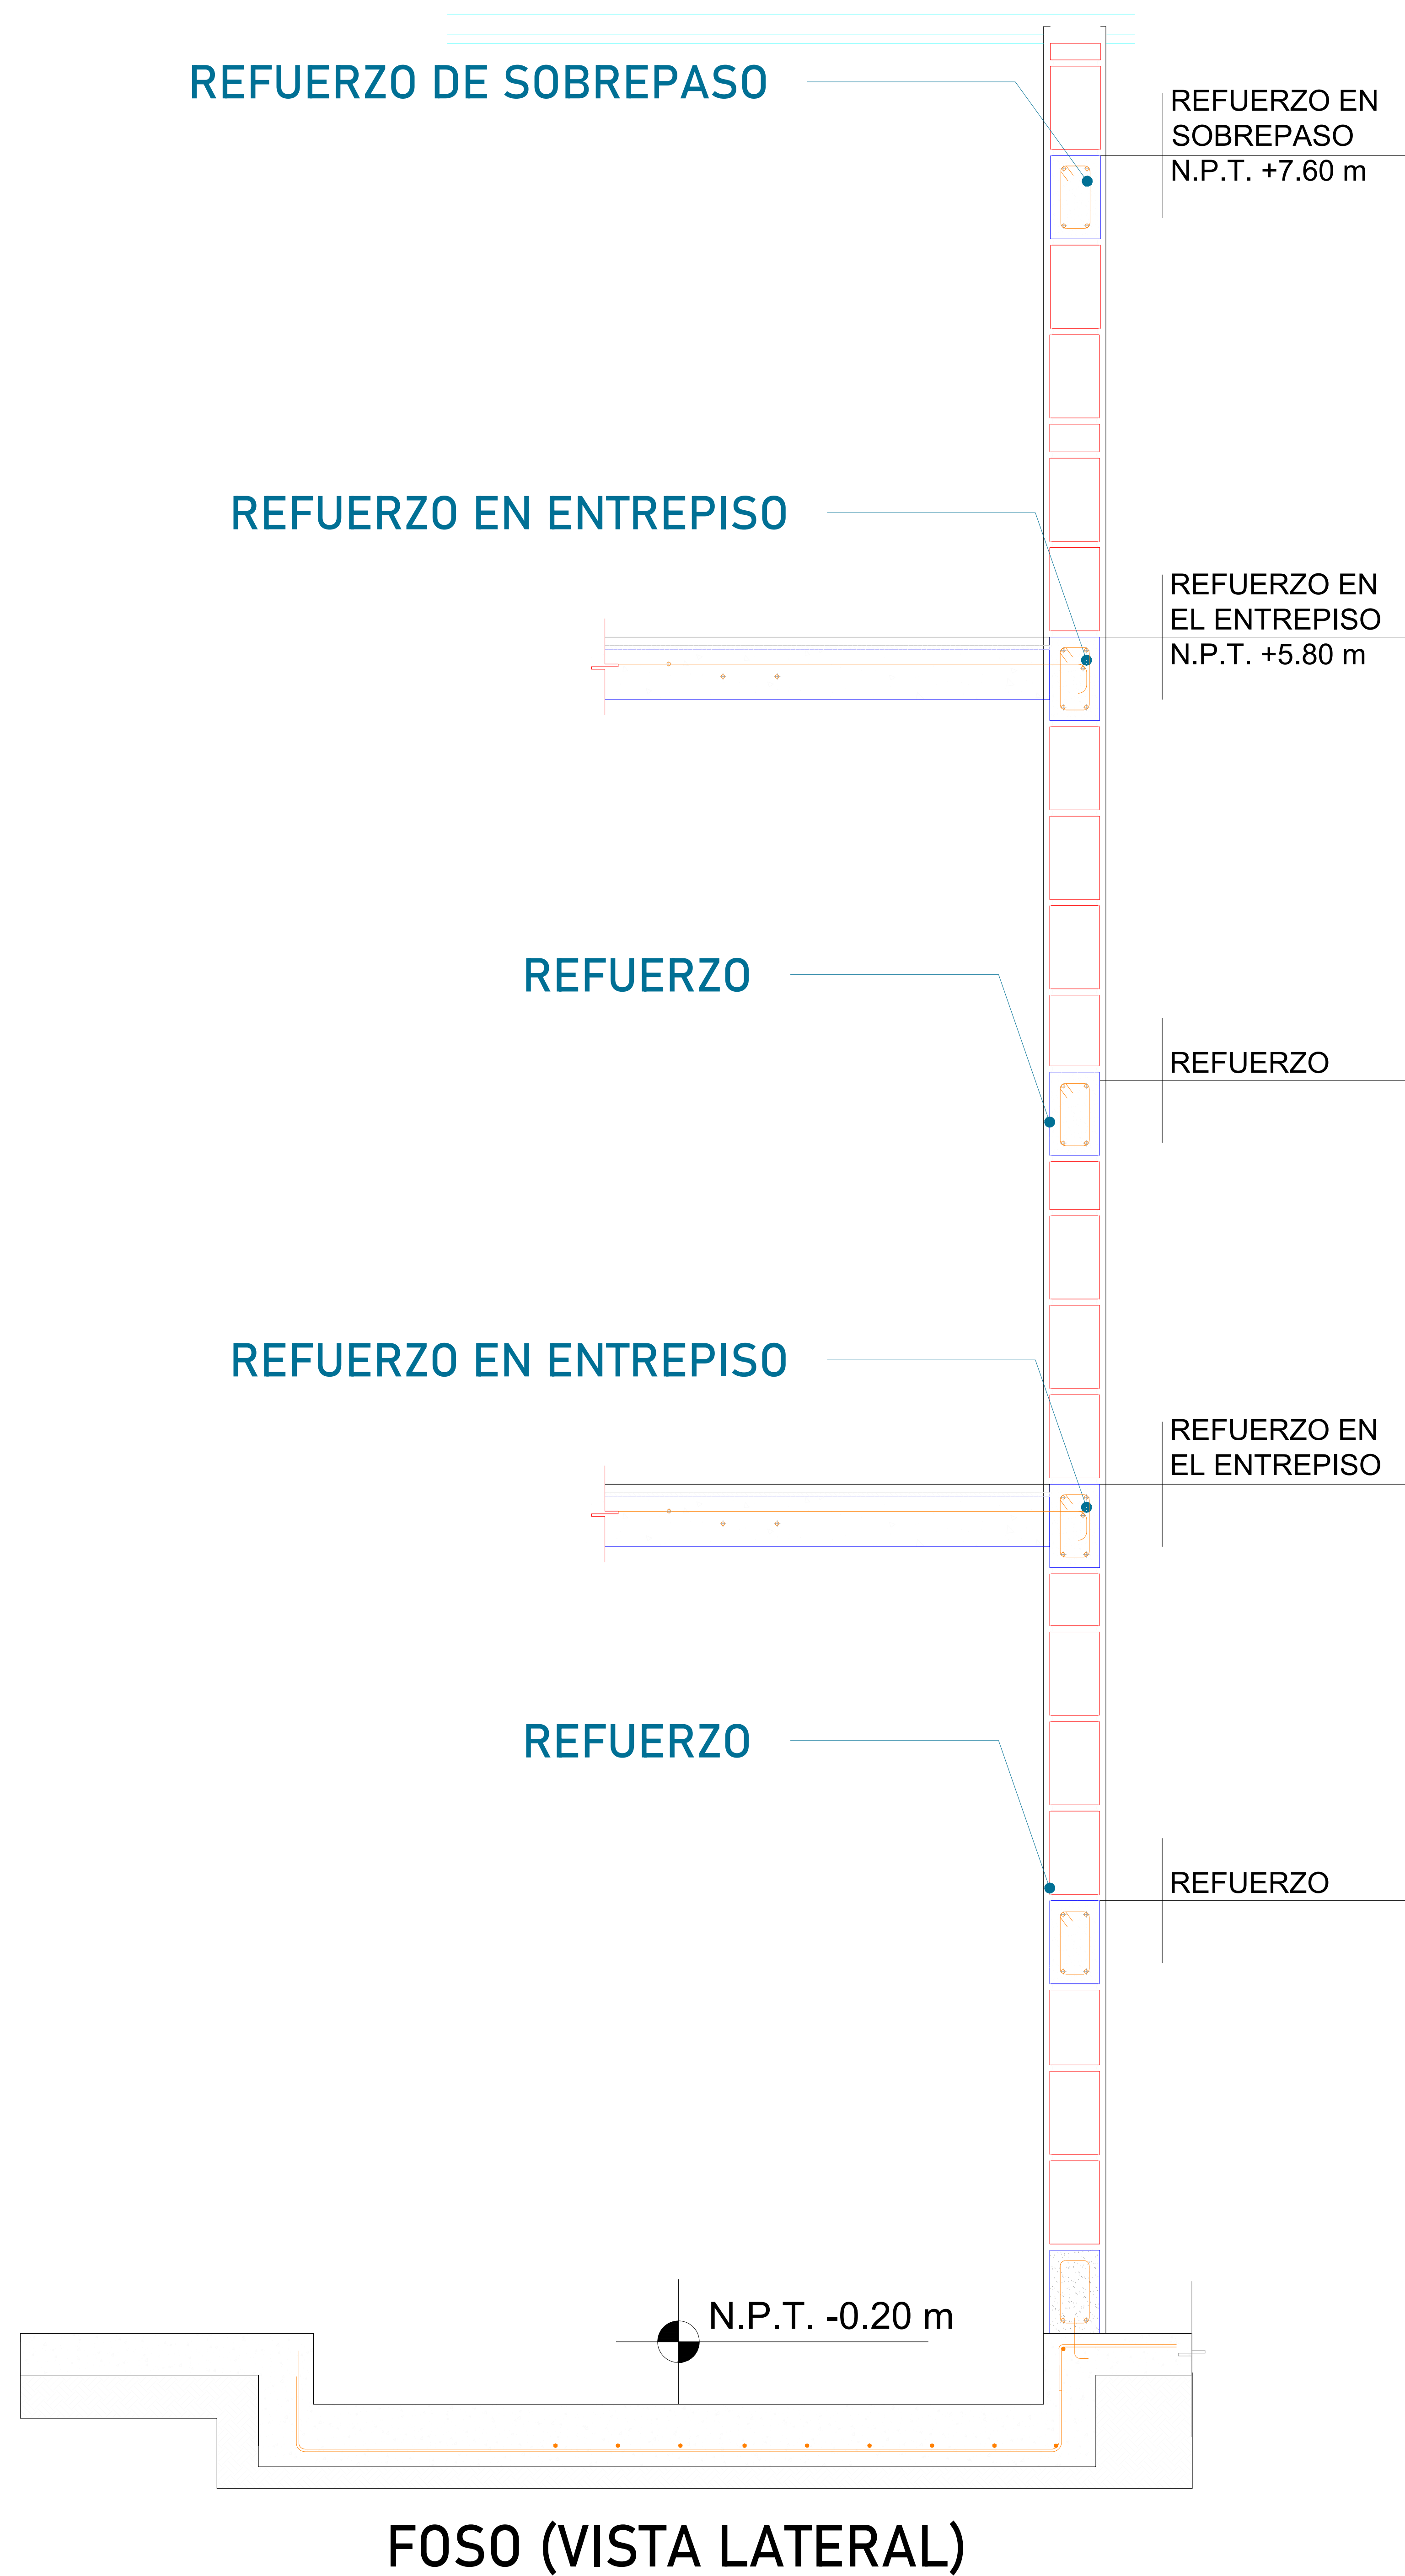 REFUERZO DE SOBREPASO
REFUERZO EN
SOBREPASO
N.P.T. +7.60 m
REFUERZO EN ENTREPISO
REFUERZO EN
EL ENTREPISO
N.P.T. +5.80 m
REFUERZO
REFUERZO
REFUERZO EN ENTREPISO
REFUERZO EN
EL ENTREPISO
REFUERZO
REFUERZO
N.P.T. -0.20 m
FOSO (VISTA LATERAL)